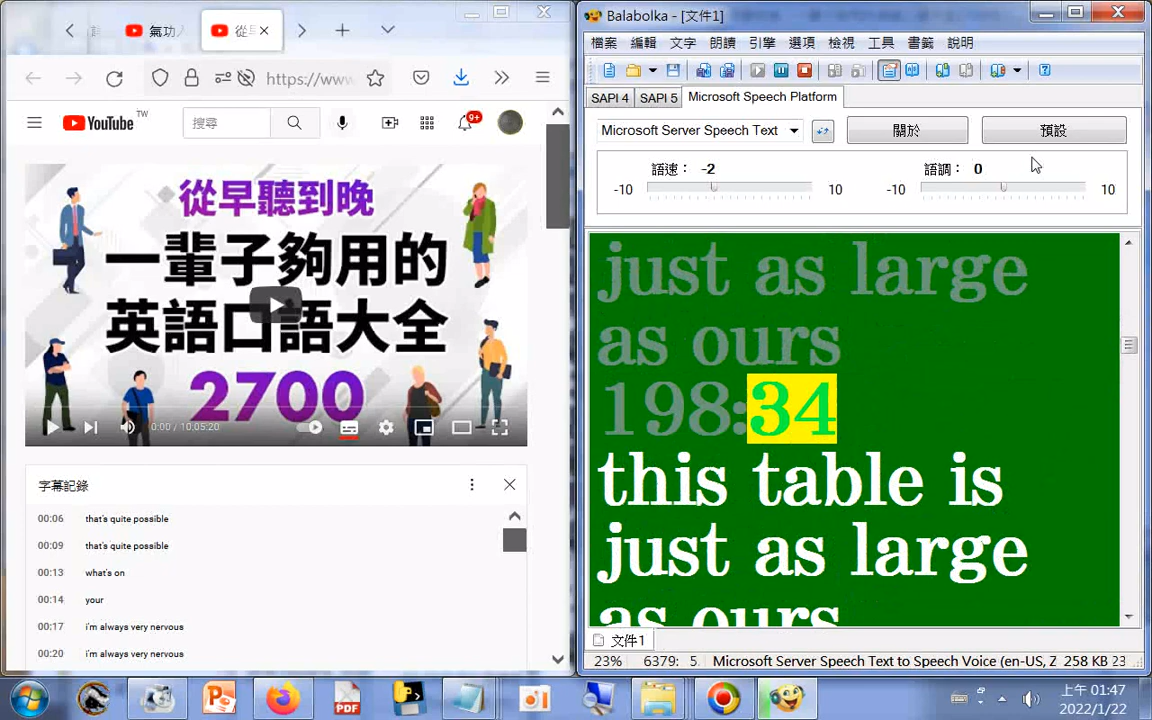 氣功
從
https://www
YouTube TW
搜尋
9+
從早聽到晚
一輩子夠用的
英語口語大全
2700
0:00 / 10:05:20
字幕記錄
00:06 that's quite possible
00:09 that's quite possible
00:13 what's on
00:14 your
00:17 i'm always very nervous
00:20 i'm always very nervous
Balabolka - [文件1]
檔案 編輯 文字 朗讀 引擎 選項 檢視 工具 書籤 說明
SAPI 4 SAPI 5 Microsoft Speech Platform
Microsoft Server Speech Text 關於 預設
語速： -2 語調： 0
-10 10 -10 10
just as large
as ours
198:34
this table is
just as large
as ours
文件1
23% 6379: 5. Microsoft Server Speech Text to Speech Voice (en-US, Z 258 KB 23
PDF
上午 01:47
2022/1/22